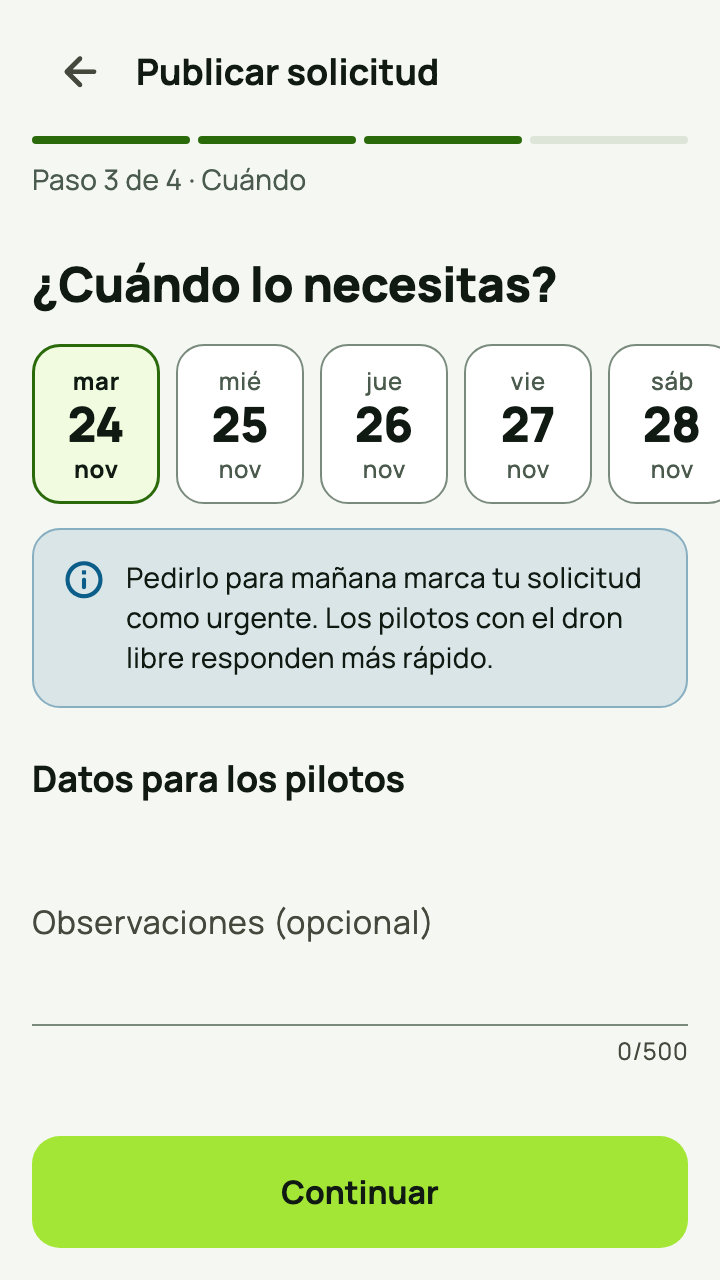 Publicar solicitud
Paso 3 de 4 · Cuándo
¿Cuándo lo necesitas?
mar 24 nov
mié 25 nov
jue 26 nov
vie 27 nov
sáb 28 nov
Pedirlo para mañana marca tu solicitud
como urgente. Los pilotos con el dron
libre responden más rápido.
Datos para los pilotos
Observaciones (opcional)
0/500
Continuar